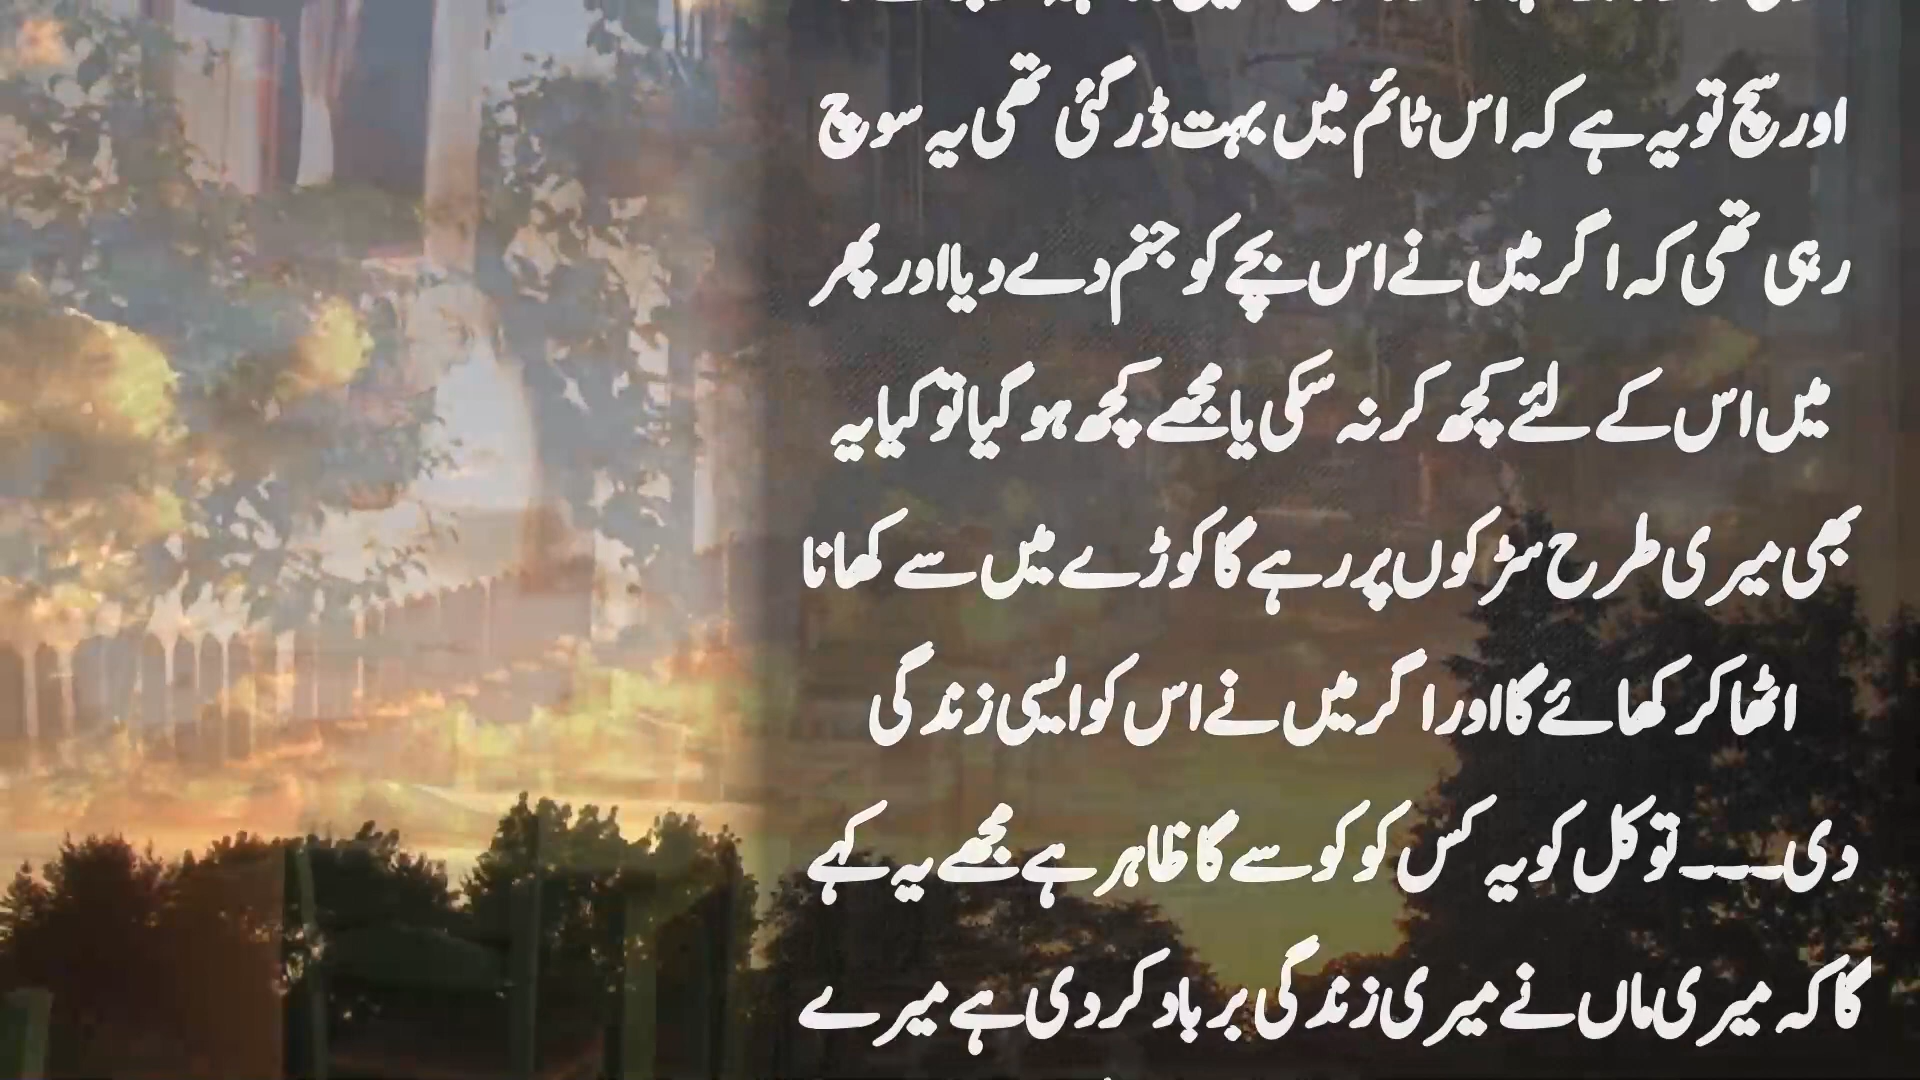 اور سچ تو یہ ہے کہ اس ٹائم میں بہت ڈر گئی تھی یہ سوچ
رہی تھی کہ اگر میں نے اس بچے کو جنم دے دیا اور پھر
میں اس کے لئے کچھ کر نہ سکی یا مجھے کچھ ہو گیا تو کیا یہ
بھی میری طرح سڑکوں پر رہے گا کوڑے میں سے کھانا
اٹھا کر کھائے گا اور اگر میں نے اس کو ایسی زندگی
دی۔۔۔۔ تو کل کو یہ کس کو کوسے گا ظاہر ہے مجھے یہ کہے
گا کہ میری ماں نے میری زندگی برباد کر دی ہے میرے